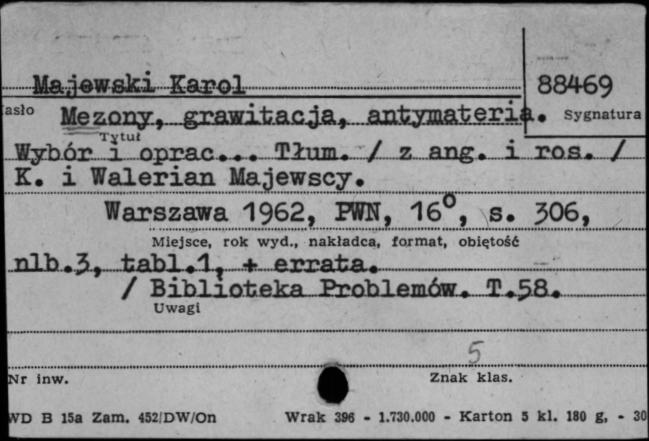 Majewski Karol
88469
asło
Mezony, grawitacja, antymateria.
Sygnatura
Tytuł
Wybór i oprac... Tłum. / z ang. i ros. /
K. i Walerian Majewscy.
Warszawa 1962, PWN, 16°, s. 306,
Miejsce, rok wyd., nakładca, format, obiętość
nlb.3, tabl.1, + errata.
/ Biblioteka Problemów. T.58.
Uwagi
5
Nr inw.
Znak klas.
WD B 15a Zam. 452/DW/On Wrak 396 - 1.730.000 - Karton 5 kl. 180 g, - 30